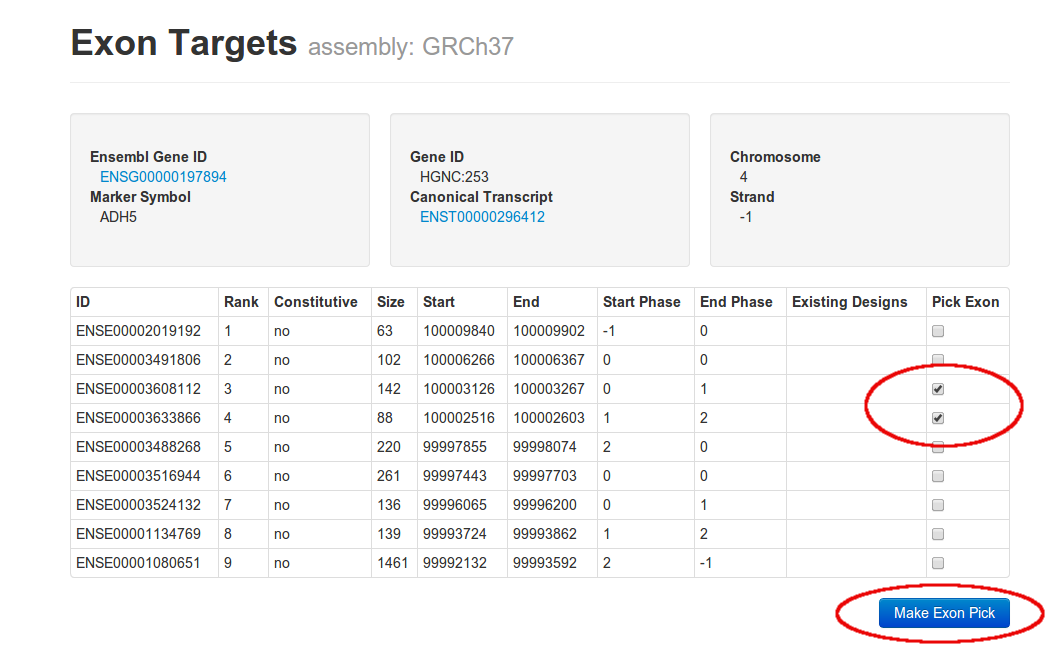 Exon Targets assembly: GRCh37
Ensembl Gene ID
ENSG00000197894
Marker Symbol
ADH5
Gene ID
HGNC:253
Canonical Transcript
ENST00000296412
Chromosome
4
Strand
-1
ID Rank Constitutive Size Start End Start Phase End Phase Existing Designs Pick Exon
ENSE00002019192 1 no 63 100009840 100009902 -1 0
ENSE00003491806 2 no 102 100006266 100006367 0 0
ENSE00003608112 3 no 142 100003126 100003267 0 1
ENSE00003633866 4 no 88 100002516 100002603 1 2
ENSE00003488268 5 no 220 99997855 99998074 2 0
ENSE00003516944 6 no 261 99997443 99997703 0 0
ENSE00003524132 7 no 136 99996065 99996200 0 1
ENSE00001134769 8 no 139 99993724 99993862 1 2
ENSE00001080651 9 no 1461 99992132 99993592 2 -1
Make Exon Pick